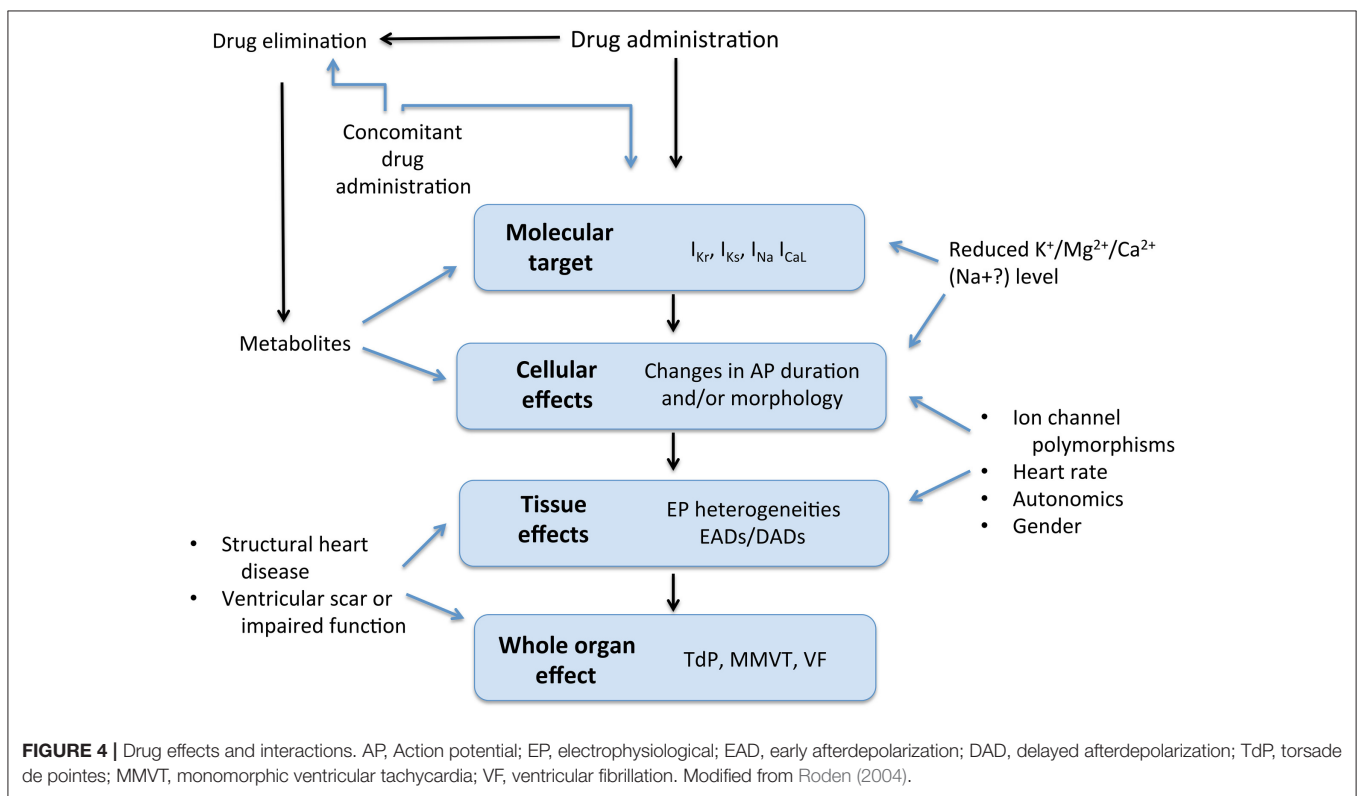 Drug elimination
Drug administration
Concomitant
drug
administration
Molecular
target
I_Kr, I_Ks, I_Na I_CaL
Reduced K⁺/Mg²⁺/Ca²⁺
(Na+?) level
Metabolites
Cellular
effects
Changes in AP duration
and/or morphology
• Ion channel
polymorphisms
• Heart rate
• Autonomics
• Gender
Tissue
effects
EP heterogeneities
EADs/DADs
• Structural heart
disease
• Ventricular scar or
impaired function
Whole organ
effect
TdP, MMVT, VF
FIGURE 4 | Drug effects and interactions. AP, Action potential; EP, electrophysiological; EAD, early afterdepolarization; DAD, delayed afterdepolarization; TdP, torsade
de pointes; MMVT, monomorphic ventricular tachycardia; VF, ventricular fibrillation. Modified from Roden (2004).